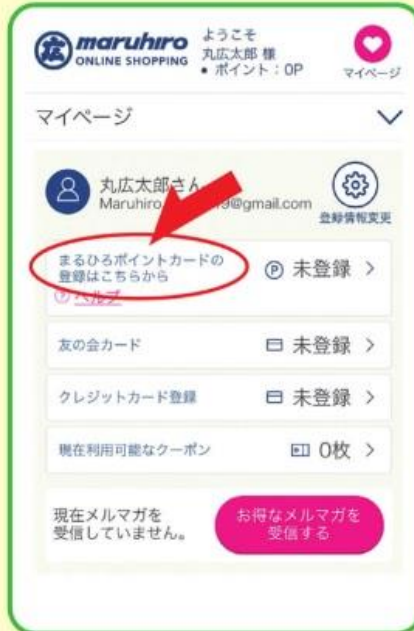 maruhiro
ONLINE SHOPPING
ようこそ
丸広太郎 様
• ポイント：0P
マイページ
マイページ
丸広太郎さん
Maruhiro. 9@gmail.com
登録情報変更
まるひろポイントカードの
登録はこちらから
ヘルプ
P 未登録 >
友の会カード
未登録 >
クレジットカード登録
未登録 >
現在利用可能なクーポン
0枚 >
現在メルマガを
受信していません。
お得なメルマガを
受信する